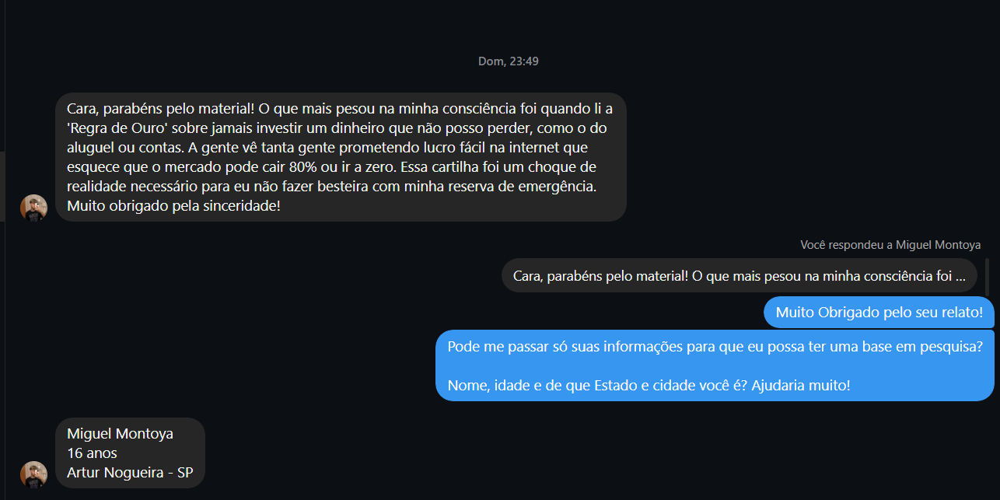 Dom, 23:49
Cara, parabéns pelo material! O que mais pesou na minha consciência foi quando li a
'Regra de Ouro' sobre jamais investir um dinheiro que não posso perder, como o do
aluguel ou contas. A gente vê tanta gente prometendo lucro fácil na internet que
esquece que o mercado pode cair 80% ou ir a zero. Essa cartilha foi um choque de
realidade necessário para eu não fazer besteira com minha reserva de emergência.
Muito obrigado pela sinceridade!
Você respondeu a Miguel Montoya
Cara, parabéns pelo material! O que mais pesou na minha consciência foi ...
Muito Obrigado pelo seu relato!
Pode me passar só suas informações para que eu possa ter uma base em pesquisa?
Nome, idade e de que Estado e cidade você é? Ajudaria muito!
Miguel Montoya
16 anos
Artur Nogueira - SP